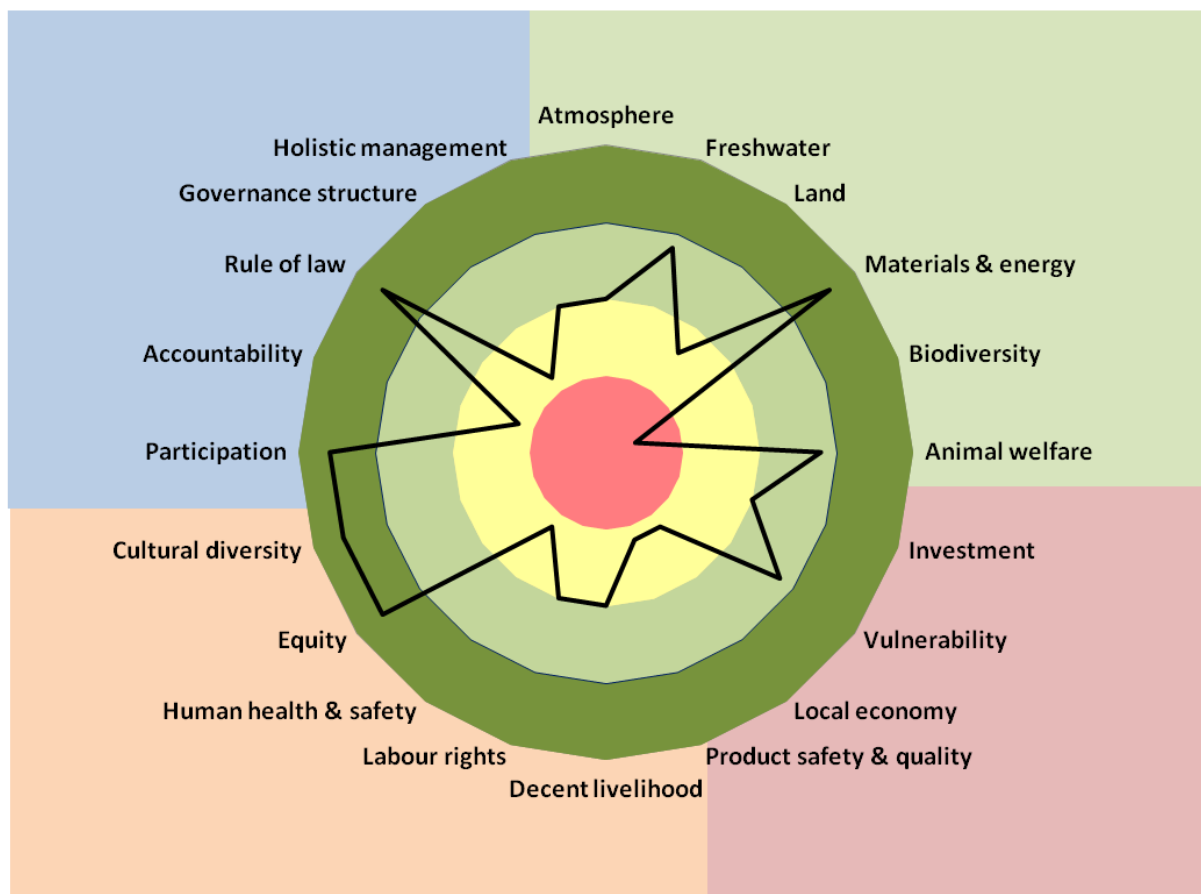 Atmosphere
Holistic management
Freshwater
Governance structure
Land
Rule of law
Materials & energy
Accountability
Biodiversity
Participation
Animal welfare
Cultural diversity
Investment
Equity
Vulnerability
Human health & safety
Local economy
Labour rights
Product safety & quality
Decent livelihood